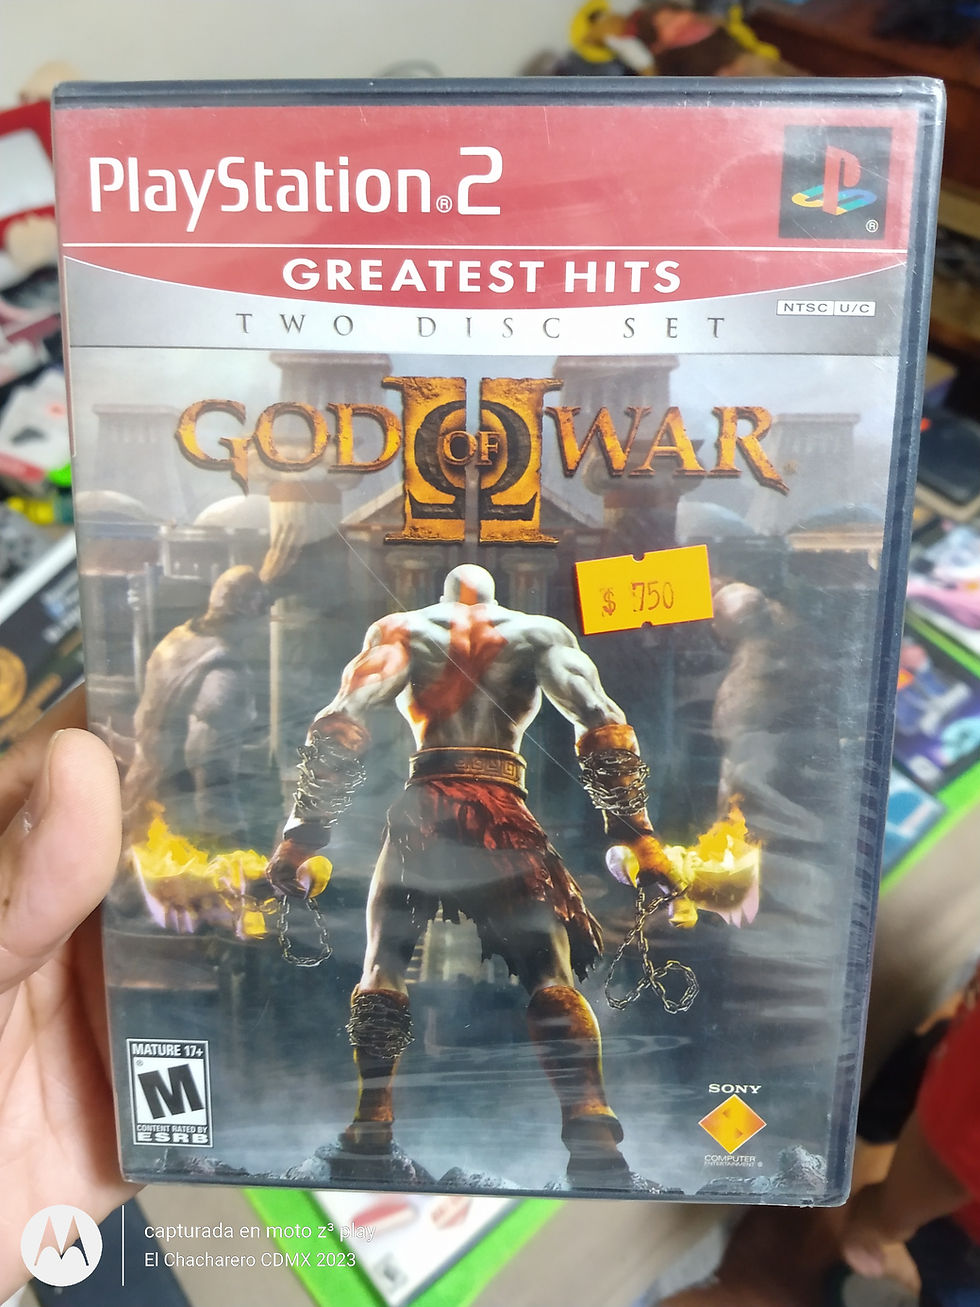 PlayStation®2
®
GREATEST HITS
NTSC U/C
TWO DISC SET
GOD OF WAR
II
$ 750
MATURE 17+
M
®
CONTENT RATED BY
ESRB
SONY
COMPUTER
ENTERTAINMENT ®
capturada en moto z³ play
El Chacharero CDMX 2023